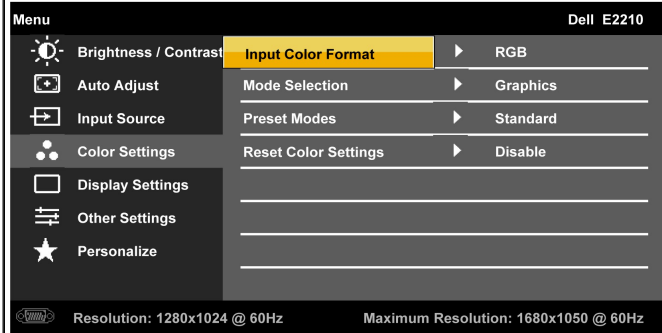 Menu Dell E2210
Brightness / Contrast Input Color Format RGB
Auto Adjust Mode Selection Graphics
Input Source Preset Modes Standard
Color Settings Reset Color Settings Disable
Display Settings
Other Settings
Personalize
Resolution: 1280x1024 @ 60Hz Maximum Resolution: 1680x1050 @ 60Hz